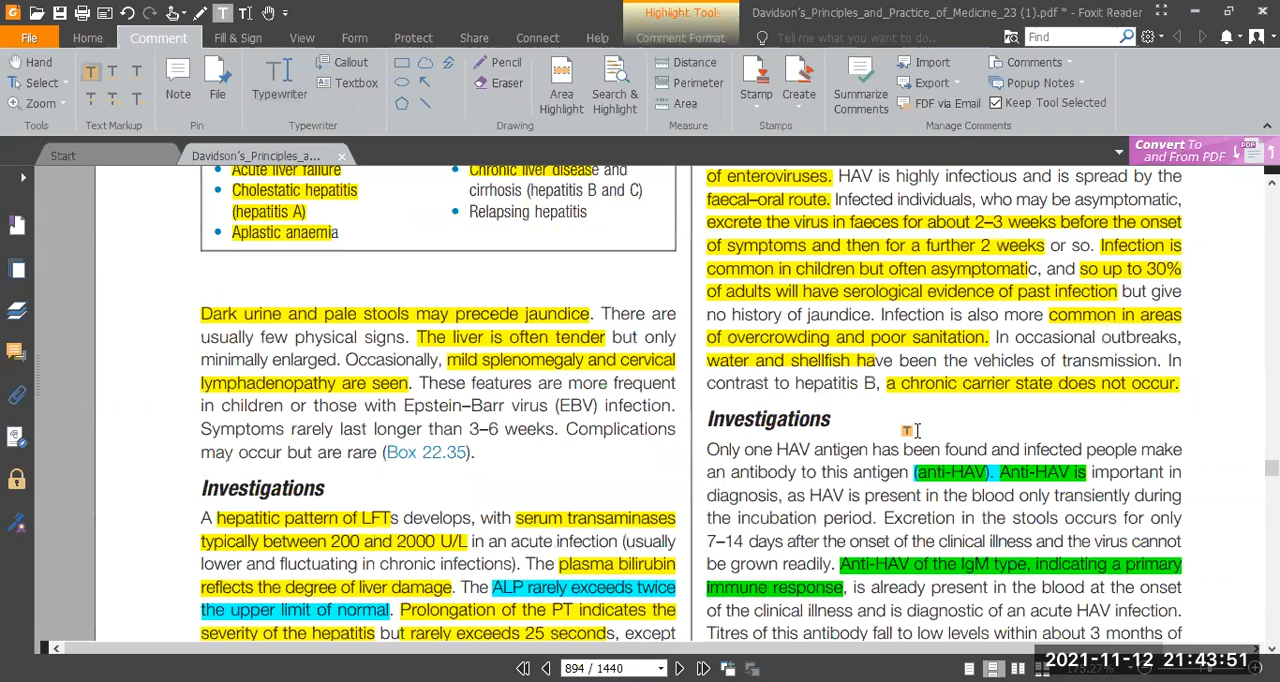 Highlight Tools
Davidson's_Principles_and_Practice_of_Medicine_23 (1).pdf * - Foxit Reader
File
Home
Comment
Fill & Sign
View
Form
Protect
Share
Connect
Help
Comment Format
Tell me what you want to do..
Find
Hand
Select
Zoom
Tools
Text Markup
Note
File
Pin
Typewriter
Callout
Textbox
Typewriter
Pencil
Eraser
Area Highlight
Search & Highlight
Drawing
Distance
Perimeter
Area
Measure
Stamp
Create
Stamps
Summarize Comments
Import
Export
FDF via Email
Comments
Popup Notes
Keep Tool Selected
Manage Comments
Start
Davidson's_Principles_a...
Convert To
and From PDF
PDF
• Acute liver failure
• Cholestatic hepatitis
(hepatitis A)
• Aplastic anaemia
• Chronic liver disease and
cirrhosis (hepatitis B and C)
• Relapsing hepatitis
Dark urine and pale stools may precede jaundice. There are
usually few physical signs. The liver is often tender but only
minimally enlarged. Occasionally, mild splenomegaly and cervical
lymphadenopathy are seen. These features are more frequent
in children or those with Epstein–Barr virus (EBV) infection.
Symptoms rarely last longer than 3–6 weeks. Complications
may occur but are rare (Box 22.35).
Investigations
A hepatitic pattern of LFTs develops, with serum transaminases
typically between 200 and 2000 U/L in an acute infection (usually
lower and fluctuating in chronic infections). The plasma bilirubin
reflects the degree of liver damage. The ALP rarely exceeds twice
the upper limit of normal. Prolongation of the PT indicates the
severity of the hepatitis but rarely exceeds 25 seconds, except
of enteroviruses. HAV is highly infectious and is spread by the
faecal–oral route. Infected individuals, who may be asymptomatic,
excrete the virus in faeces for about 2–3 weeks before the onset
of symptoms and then for a further 2 weeks or so. Infection is
common in children but often asymptomatic, and so up to 30%
of adults will have serological evidence of past infection but give
no history of jaundice. Infection is also more common in areas
of overcrowding and poor sanitation. In occasional outbreaks,
water and shellfish have been the vehicles of transmission. In
contrast to hepatitis B, a chronic carrier state does not occur.
Investigations
Only one HAV antigen has been found and infected people make
an antibody to this antigen (anti-HAV). Anti-HAV is important in
diagnosis, as HAV is present in the blood only transiently during
the incubation period. Excretion in the stools occurs for only
7–14 days after the onset of the clinical illness and the virus cannot
be grown readily. Anti-HAV of the IgM type, indicating a primary
immune response, is already present in the blood at the onset
of the clinical illness and is diagnostic of an acute HAV infection.
Titres of this antibody fall to low levels within about 3 months of
894 / 1440
2021-11-12 21:43:51